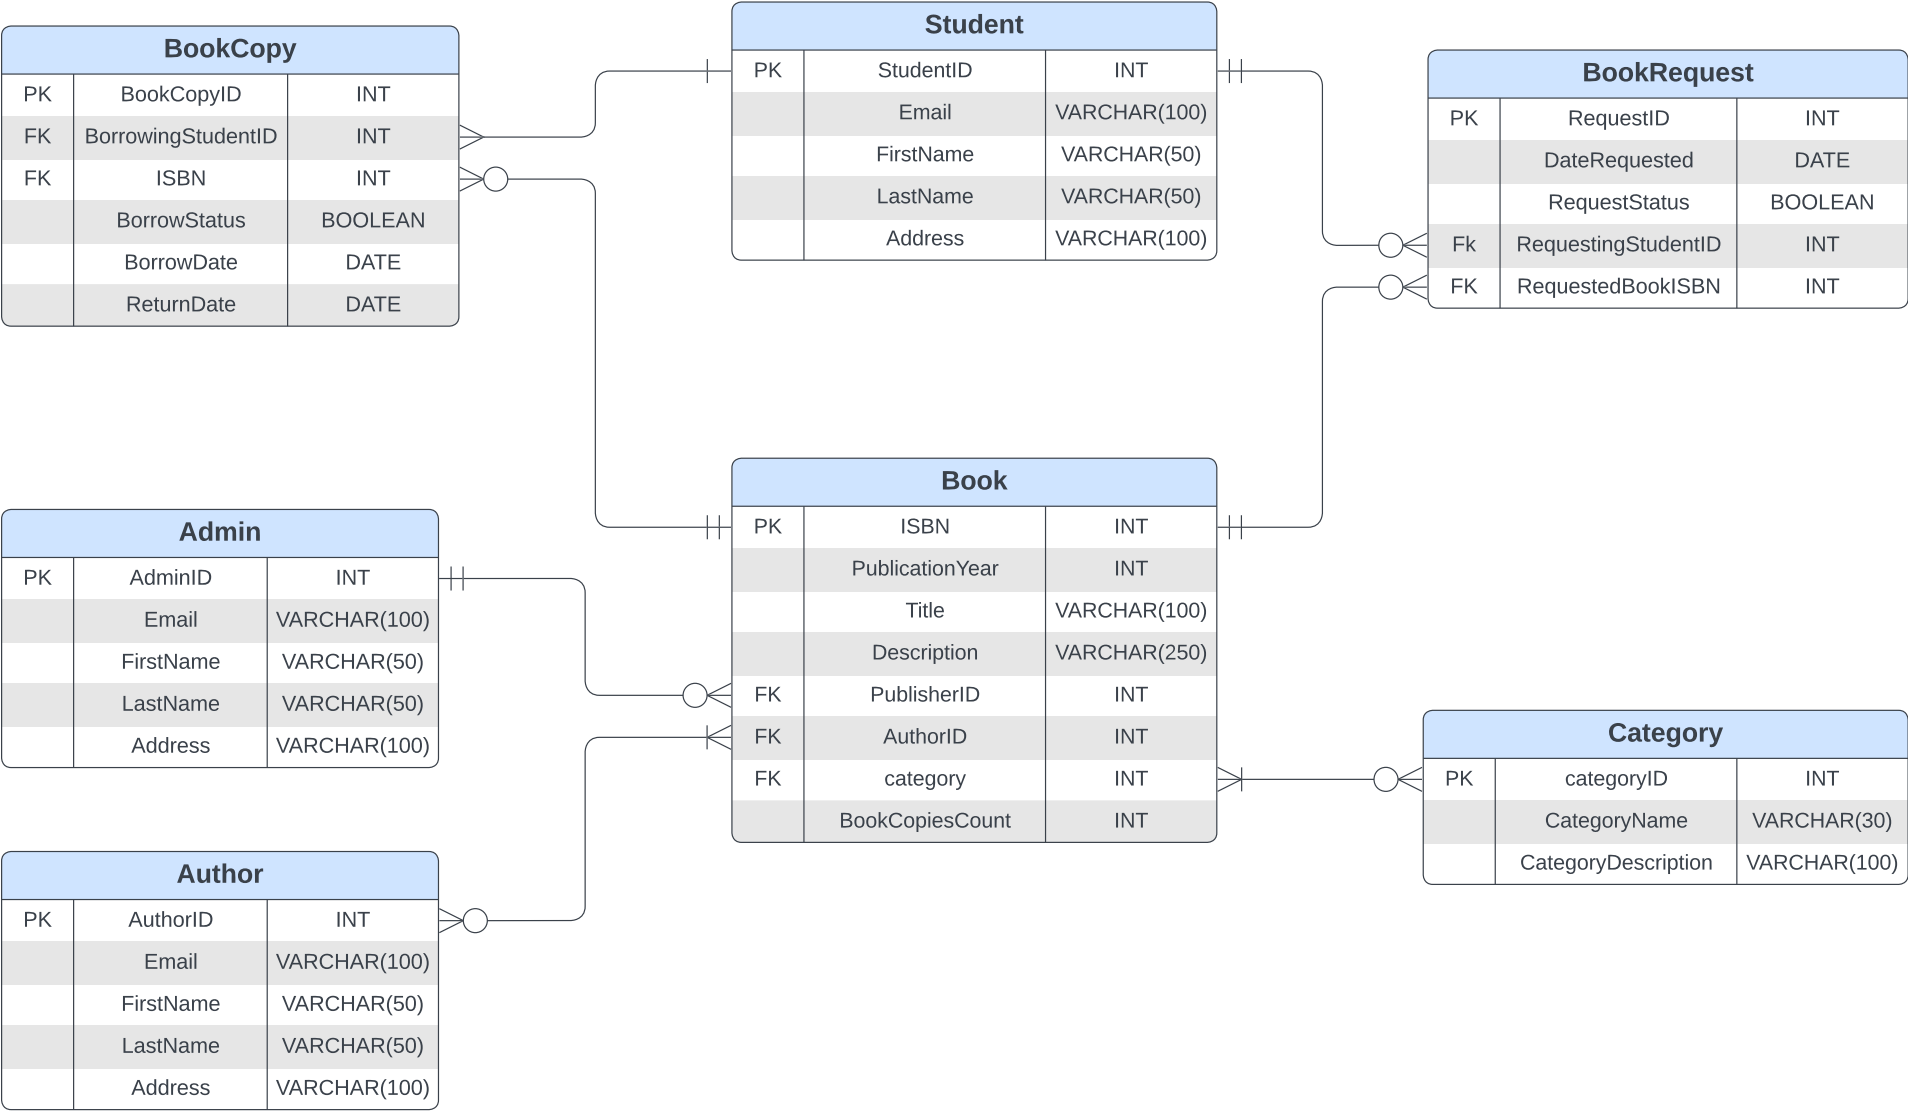 BookCopy
PK BookCopyID INT
FK BorrowingStudentID INT
FK ISBN INT
BorrowStatus BOOLEAN
BorrowDate DATE
ReturnDate DATE
Student
PK StudentID INT
Email VARCHAR(100)
FirstName VARCHAR(50)
LastName VARCHAR(50)
Address VARCHAR(100)
BookRequest
PK RequestID INT
DateRequested DATE
RequestStatus BOOLEAN
Fk RequestingStudentID INT
FK RequestedBookISBN INT
Admin
PK AdminID INT
Email VARCHAR(100)
FirstName VARCHAR(50)
LastName VARCHAR(50)
Address VARCHAR(100)
Book
PK ISBN INT
PublicationYear INT
Title VARCHAR(100)
Description VARCHAR(250)
FK PublisherID INT
FK AuthorID INT
FK category INT
BookCopiesCount INT
Category
PK categoryID INT
CategoryName VARCHAR(30)
CategoryDescription VARCHAR(100)
Author
PK AuthorID INT
Email VARCHAR(100)
FirstName VARCHAR(50)
LastName VARCHAR(50)
Address VARCHAR(100)